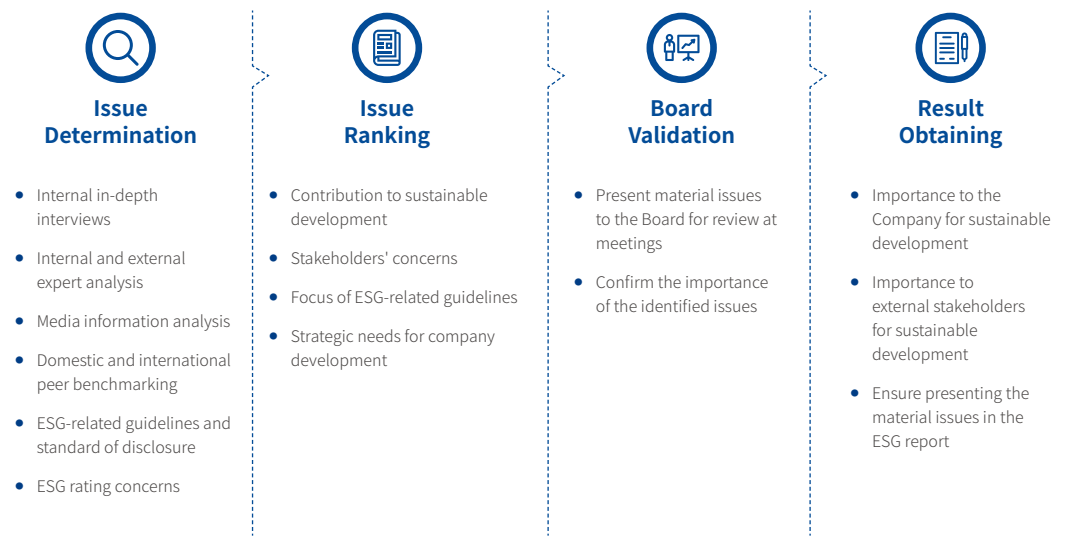 Issue
Determination
Internal in-depth
interviews
Internal and external
expert analysis
Media information analysis
Domestic and international
peer benchmarking
ESG-related guidelines and
standard of disclosure
ESG rating concerns
Issue
Ranking
Contribution to sustainable
development
Stakeholders' concerns
Focus of ESG-related guidelines
Strategic needs for company
development
Board
Validation
Present material issues
to the Board for review at
meetings
Confirm the importance
of the identified issues
Result
Obtaining
Importance to the
Company for sustainable
development
Importance to
external stakeholders
for sustainable
development
Ensure presenting the
material issues in the
ESG report